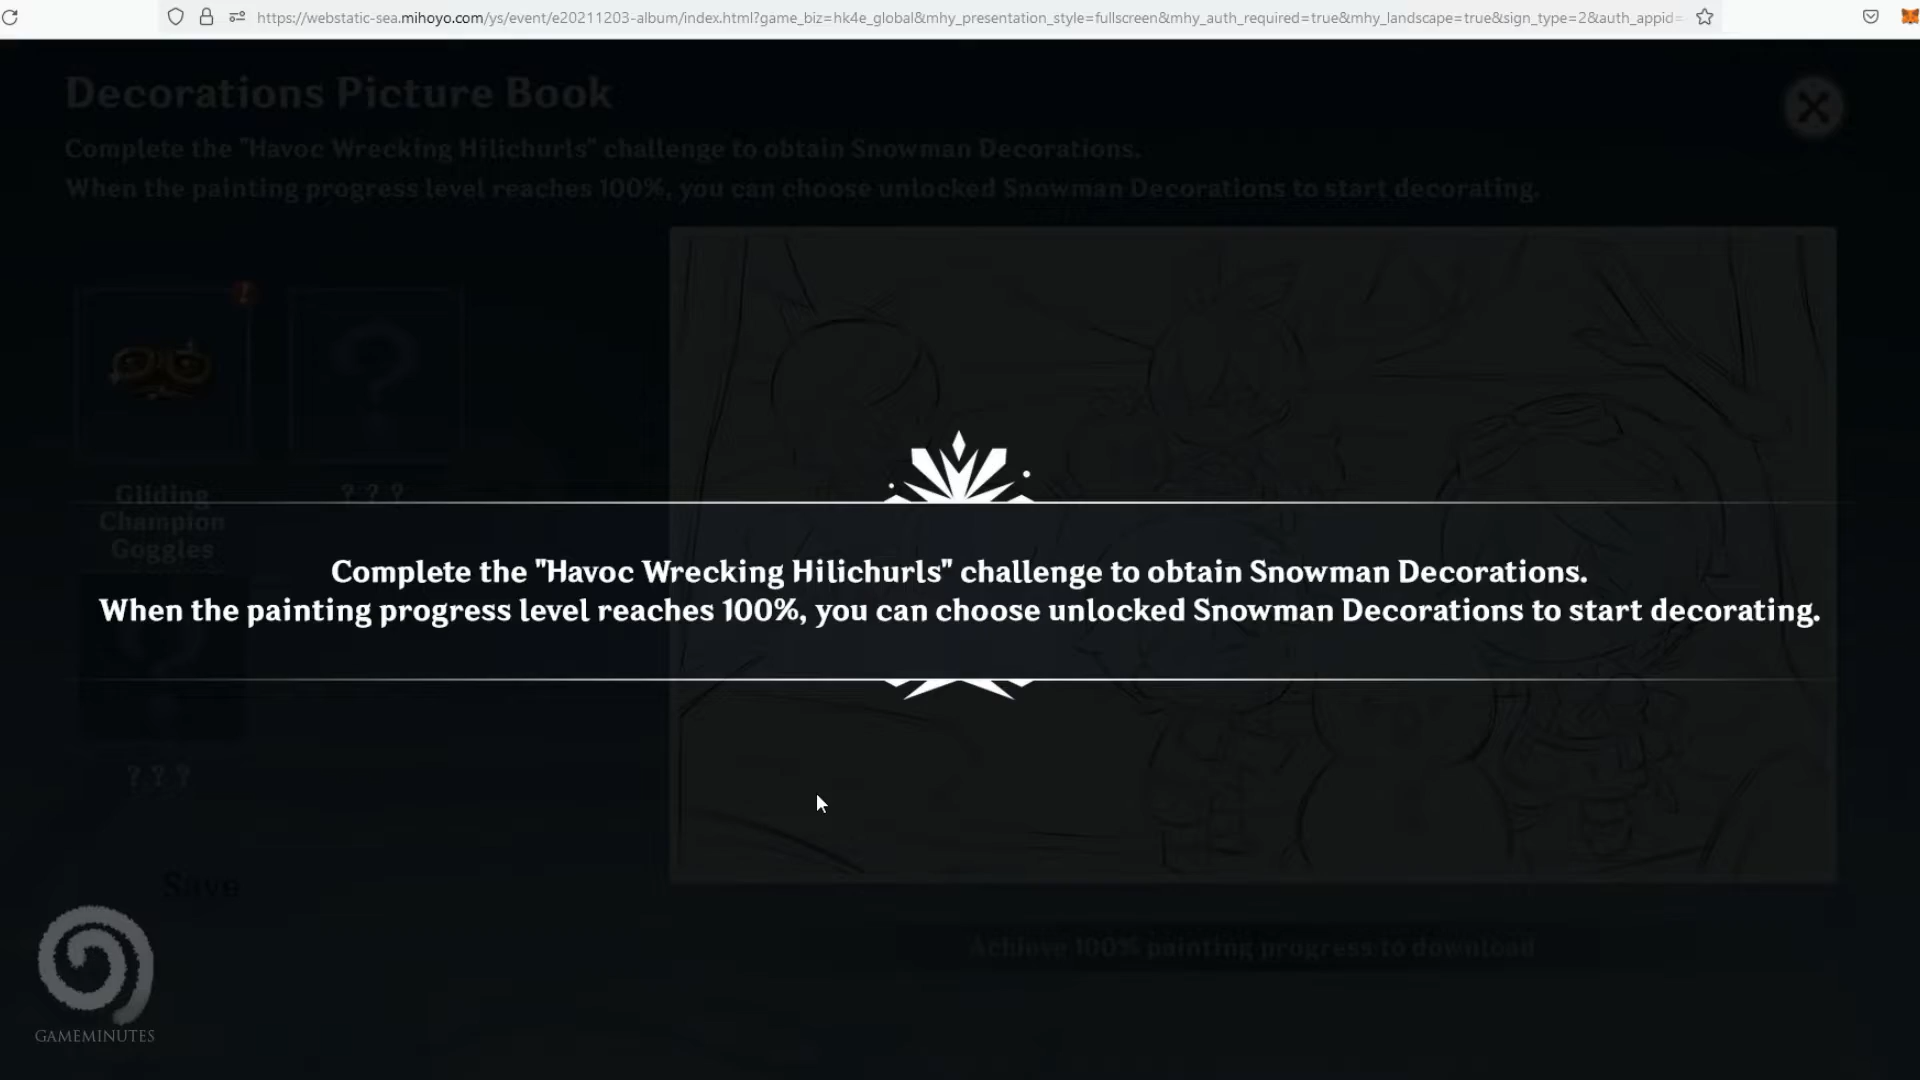 https://webstatic-sea.mihoyo.com/ys/event/e20211203-album/index.html?game_biz=hk4e_global&mhy_presentation_style=fullscreen&mhy_auth_required=true&mhy_landscape=true&sign_type=2&auth_appid=
Decorations Picture Book
Complete the "Havoc Wrecking Hilichurls" challenge to obtain Snowman Decorations.
When the painting progress level reaches 100%, you can choose unlocked Snowman Decorations to start decorating.
!
?
Gliding
Champion
Goggles
? ? ?
Complete the "Havoc Wrecking Hilichurls" challenge to obtain Snowman Decorations.
When the painting progress level reaches 100%, you can choose unlocked Snowman Decorations to start decorating.
? ? ?
Save
Achieve 100% painting progress to download
GAMEMINUTES